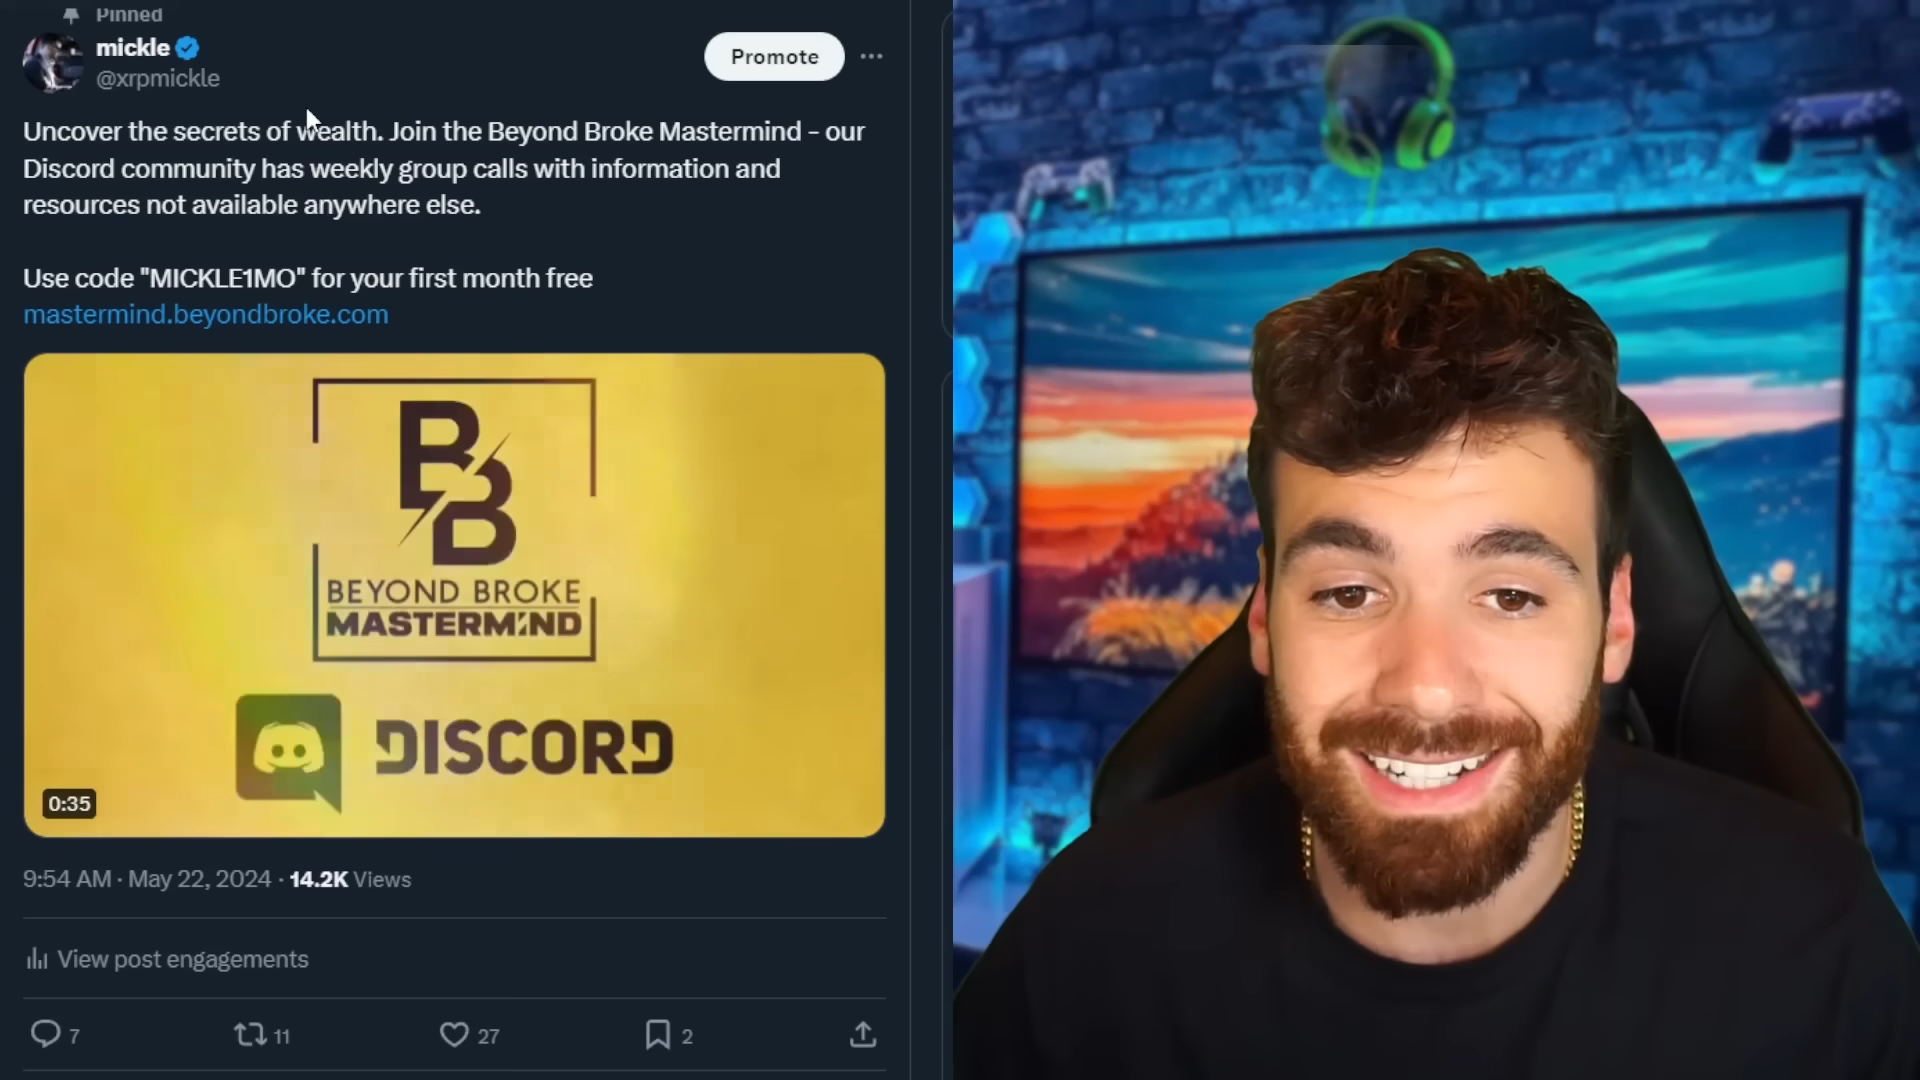 Pinned
mickle
@xrpmickle
Promote
Uncover the secrets of wealth. Join the Beyond Broke Mastermind – our
Discord community has weekly group calls with information and
resources not available anywhere else.
Use code "MICKLE1MO" for your first month free
mastermind.beyondbroke.com
BB
BEYOND BROKE
MASTERMIND
DISCORD
0:35
9:54 AM · May 22, 2024 · 14.2K Views
View post engagements
7 11 27 2